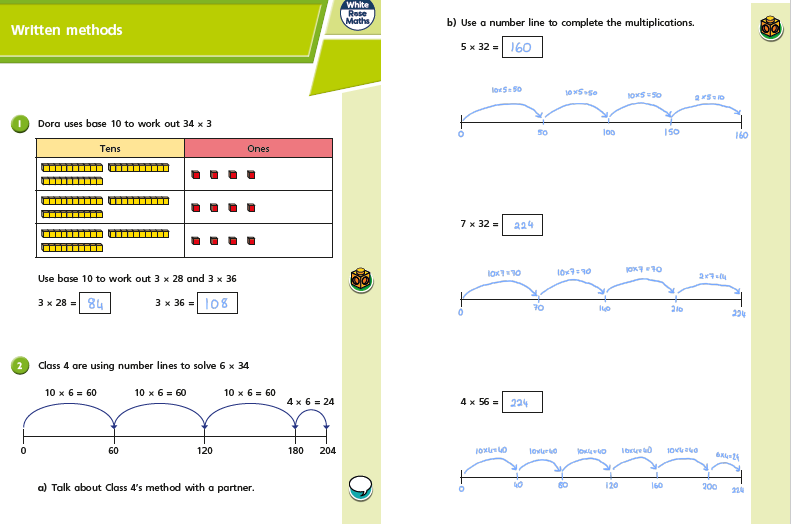 Written methods
White
Rose
Maths
1 Dora uses base 10 to work out 34 × 3
Tens Ones
Use base 10 to work out 3 × 28 and 3 × 36
3 × 28 = 84 3 × 36 = 108
2 Class 4 are using number lines to solve 6 × 34
10 × 6 = 60 10 × 6 = 60 10 × 6 = 60 4 × 6 = 24
0 60 120 180 204
a) Talk about Class 4's method with a partner.
b) Use a number line to complete the multiplications.
5 × 32 = 160
10×5=50 10×5=50 10×5=50 2×5=10
0 50 100 150 160
7 × 32 = 224
10×7=70 10×7=70 10×7=70 2×7=14
0 70 140 210 224
4 × 56 = 224
10×4=40 10×4=40 10×4=40 10×4=40 10×4=40 6×4=24
0 40 80 120 160 200 224